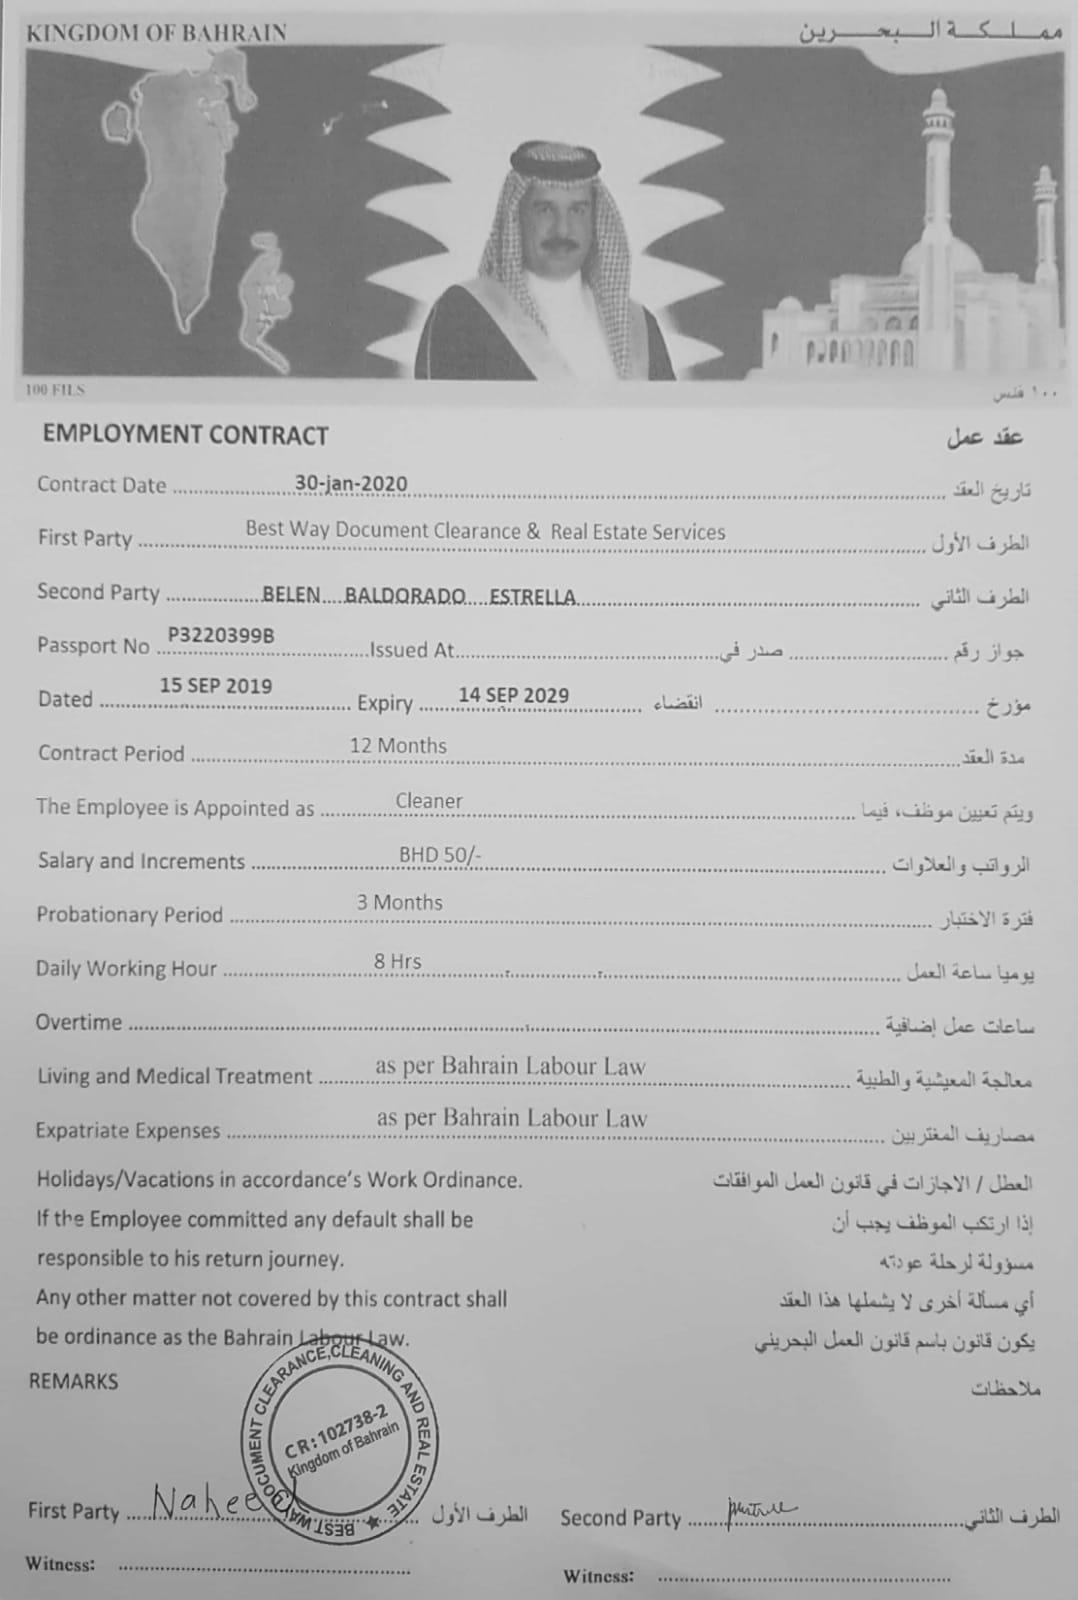 KINGDOM OF BAHRAIN مملكة البحرين
100 FILS ١٠٠ فلس
EMPLOYMENT CONTRACT عقد عمل
Contract Date 30-jan-2020 تاريخ العقد
First Party Best Way Document Clearance & Real Estate Services الطرف الأول
Second Party BELEN BALDORADO ESTRELLA الطرف الثاني
Passport No P3220399B Issued At صدر في جواز رقم
Dated 15 SEP 2019 Expiry 14 SEP 2029 انقضاء مؤرخ
Contract Period 12 Months مدة العقد
The Employee is Appointed as Cleaner ويتم تعيين موظف، فيما
Salary and Increments BHD 50/- الرواتب والعلاوات
Probationary Period 3 Months فترة الاختبار
Daily Working Hour 8 Hrs يوميا ساعة العمل
Overtime ساعات عمل إضافية
Living and Medical Treatment as per Bahrain Labour Law معالجة المعيشية والطبية
Expatriate Expenses as per Bahrain Labour Law مصاريف المغتربين
Holidays/Vacations in accordance's Work Ordinance. العطل / الاجازات في قانون العمل الموافقات
If the Employee committed any default shall be إذا ارتكب الموظف يجب أن
responsible to his return journey. مسؤولة لرحلة عودته
Any other matter not covered by this contract shall أي مسألة أخرى لا يشملها هذا العقد
be ordinance as the Bahrain Labour Law. يكون قانون باسم قانون العمل البحريني
REMARKS ملاحظات
BEST WAY DOCUMENT CLEARANCE,CLEANING AND REAL ESTATE
CR:102738-2
Kingdom of Bahrain
First Party Naheed الطرف الأول Second Party الطرف الثاني
Witness: Witness: